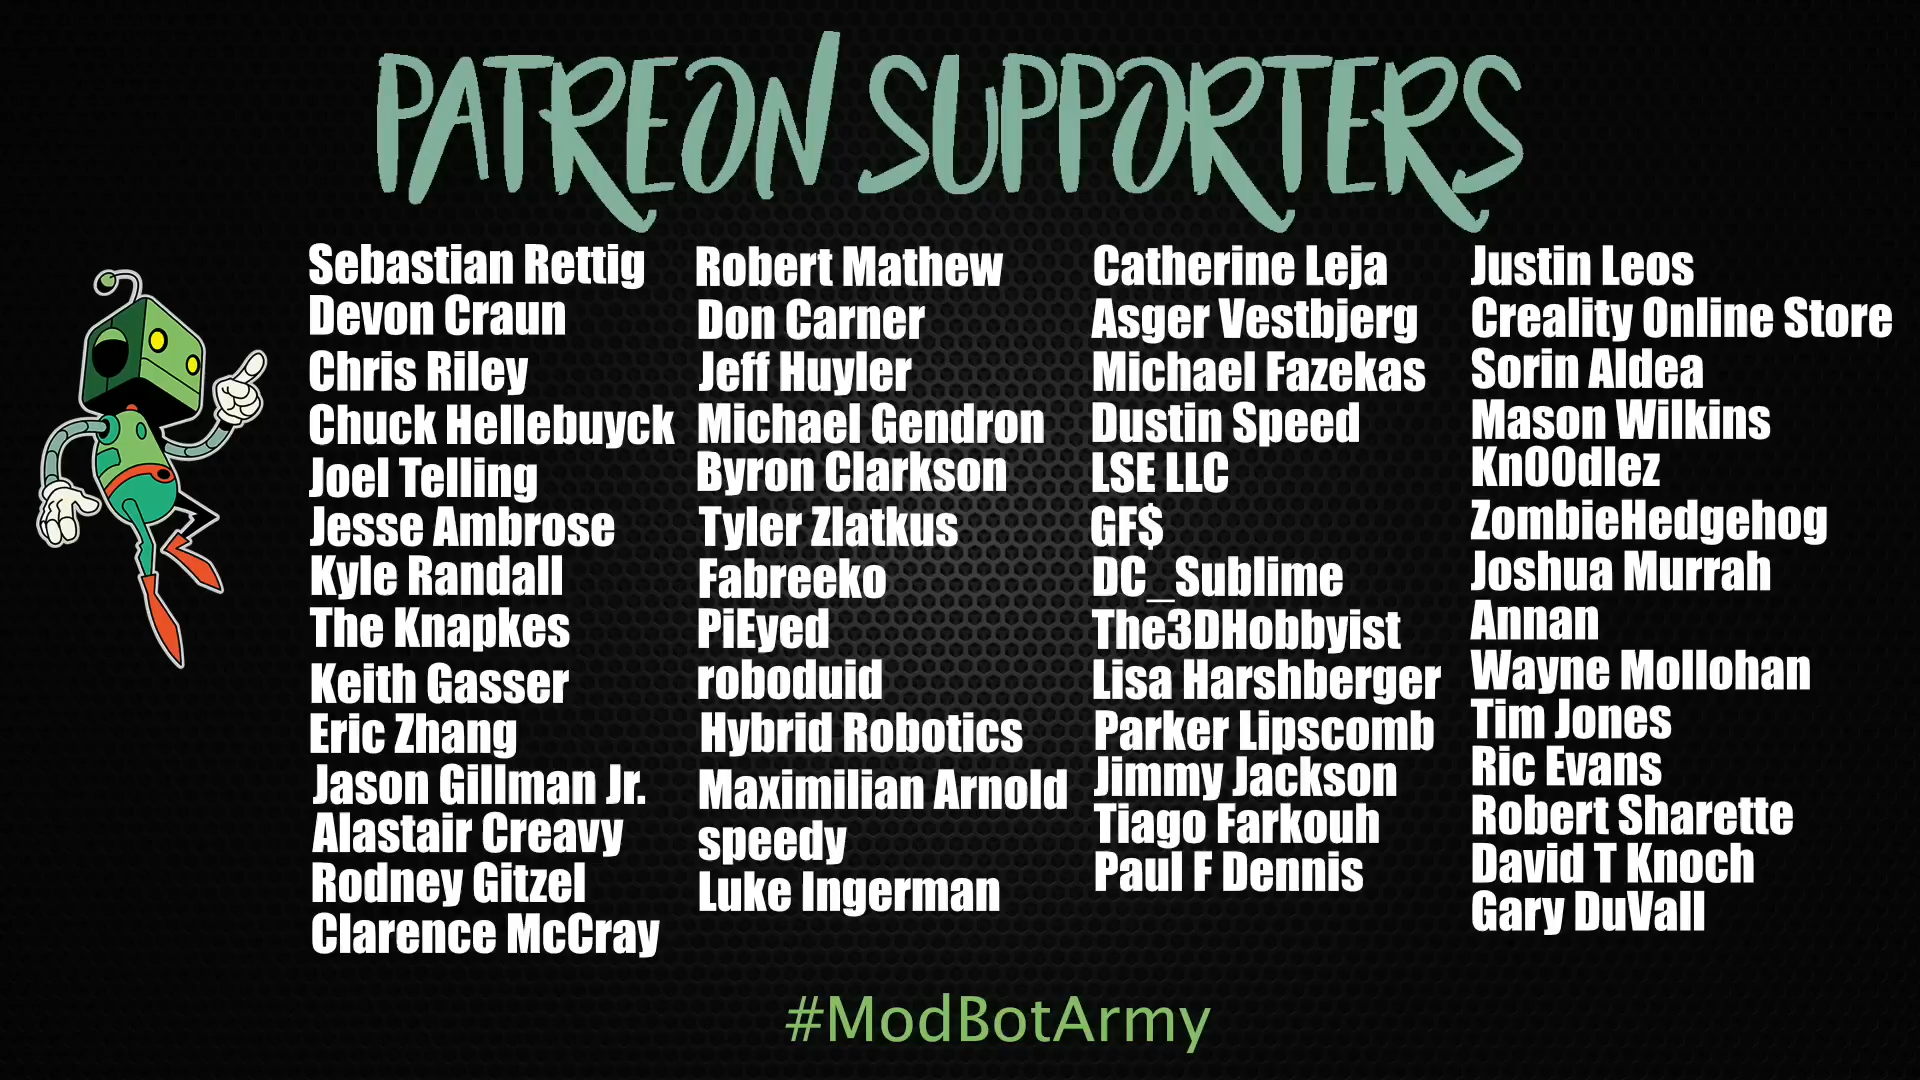 PATREON SUPPORTERS
Sebastian Rettig
Devon Craun
Chris Riley
Chuck Hellebuyck
Joel Telling
Jesse Ambrose
Kyle Randall
The Knapkes
Keith Gasser
Eric Zhang
Jason Gillman Jr.
Alastair Creavy
Rodney Gitzel
Clarence McCray
Robert Mathew
Don Carner
Jeff Huyler
Michael Gendron
Byron Clarkson
Tyler Zlatkus
Fabreeko
PiEyed
roboduid
Hybrid Robotics
Maximilian Arnold
speedy
Luke Ingerman
Catherine Leja
Asger Vestbjerg
Michael Fazekas
Dustin Speed
LSE LLC
GF$
DC_Sublime
The3DHobbyist
Lisa Harshberger
Parker Lipscomb
Jimmy Jackson
Tiago Farkouh
Paul F Dennis
Justin Leos
Creality Online Store
Sorin Aldea
Mason Wilkins
Kn00dlez
ZombieHedgehog
Joshua Murrah
Annan
Wayne Mollohan
Tim Jones
Ric Evans
Robert Sharette
David T Knoch
Gary DuVall
#ModBotArmy